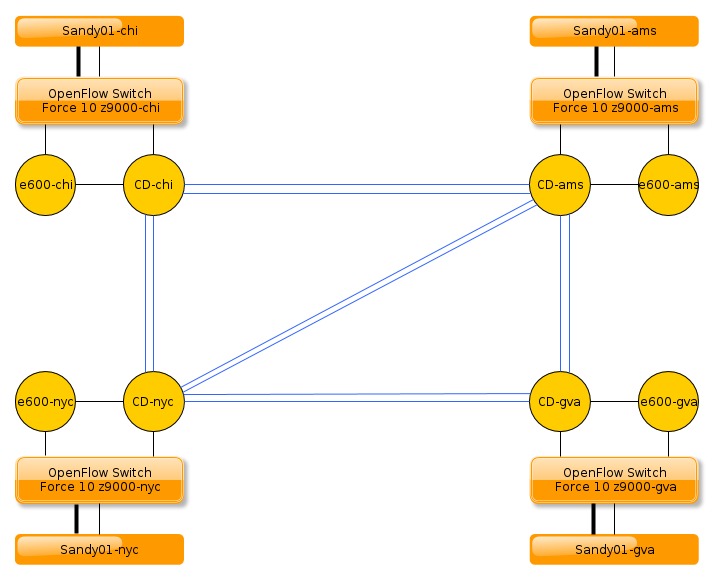 Sandy01-chi
Sandy01-ams
OpenFlow Switch
Force 10 z9000-chi
OpenFlow Switch
Force 10 z9000-ams
e600-chi
CD-chi
CD-ams
e600-ams
e600-nyc
CD-nyc
CD-gva
e600-gva
OpenFlow Switch
Force 10 z9000-nyc
OpenFlow Switch
Force 10 z9000-gva
Sandy01-nyc
Sandy01-gva